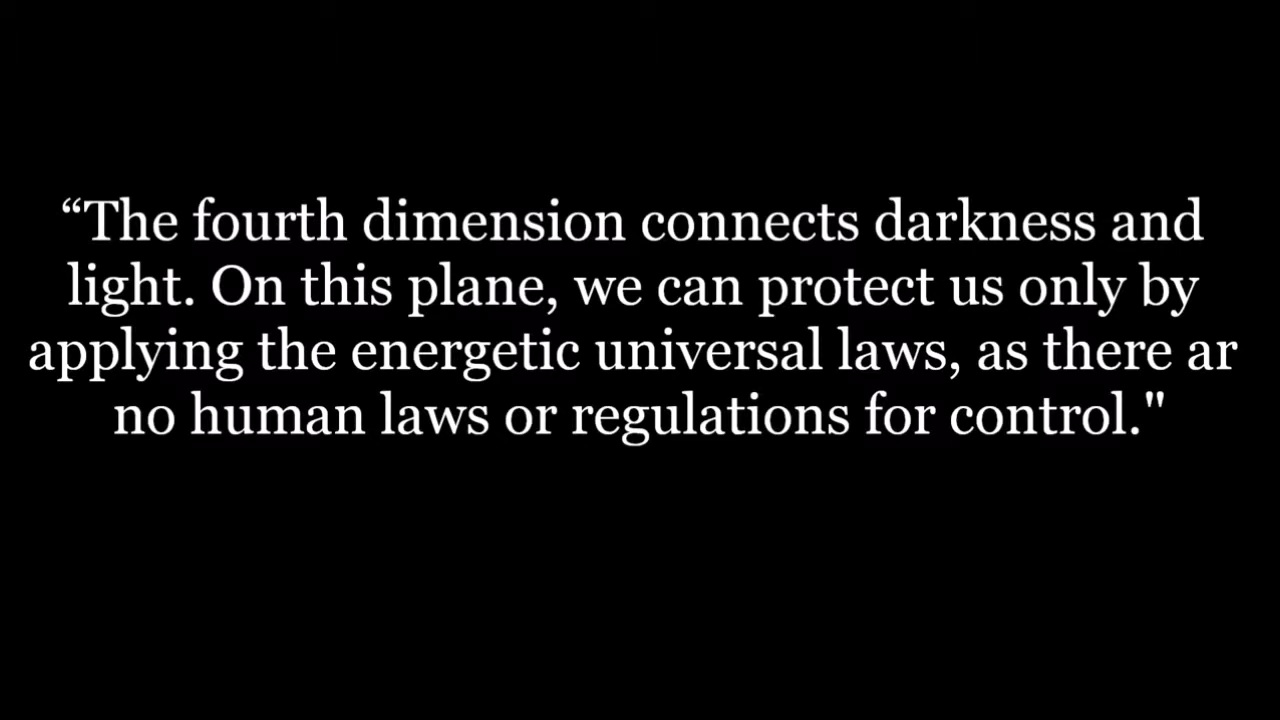 “The fourth dimension connects darkness and
light. On this plane, we can protect us only by
applying the energetic universal laws, as there ar
no human laws or regulations for control."